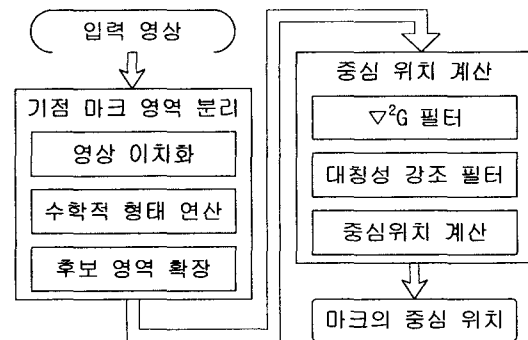 입력 영상
기점 마크 영역 분리
영상 이치화
수학적 형태 연산
후보 영역 확장
중심 위치 계산
▽²G 필터
대칭성 강조 필터
중심위치 계산
마크의 중심 위치